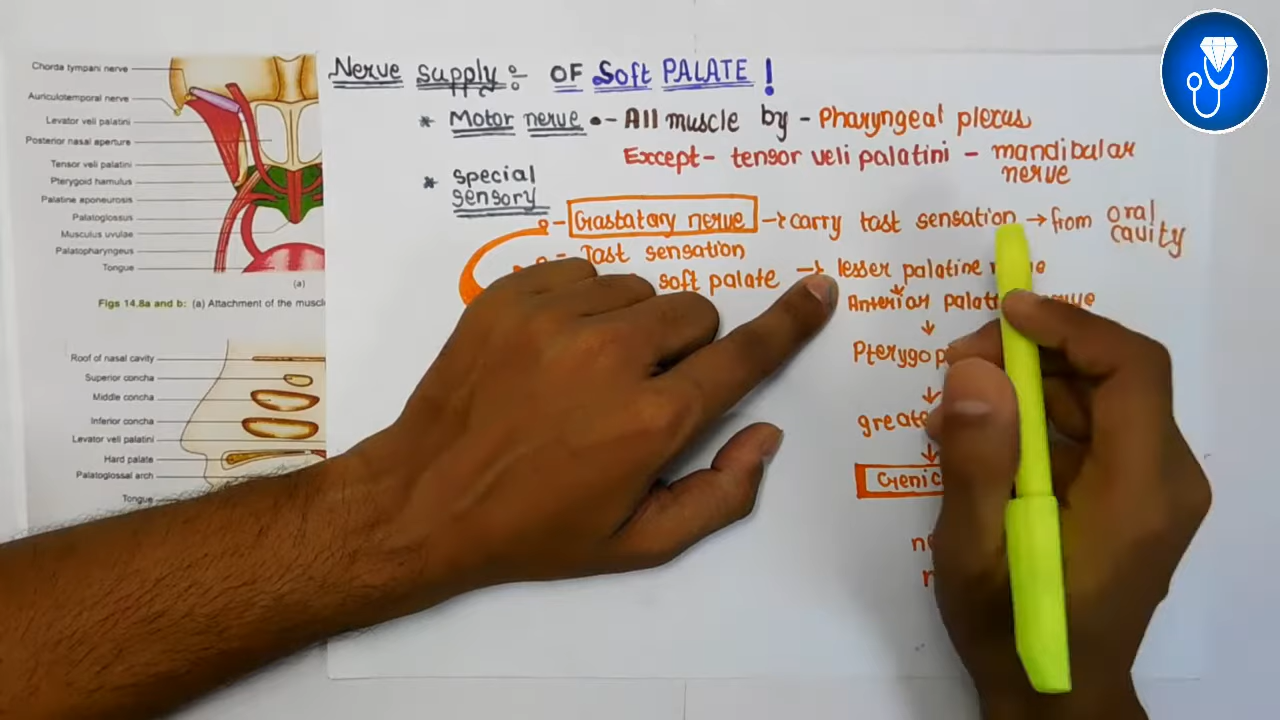 Chorda tympani nerve
Auriculotemporal nerve
Levator veli palatini
Posterior nasal aperture
Tensor veli palatini
Pterygoid hamulus
Palatine aponeurosis
Palatoglossus
Musculus uvulae
Palatopharyngeus
Tongue
(a)
Figs 14.8a and b: (a) Attachment of the
Roof of nasal cavity
Superior concha
Middle concha
Inferior concha
Levator veli palatini
Hard palate
Palatoglossal arch
Tongue
Nerve supply :- OF Soft PALATE !
* Motor nerve •- All muscle by - Pharyngeal plexus
Except - tensor veli palatini - mandibular
nerve
* special
sensory
- Gastatary nerve → carry tast sensation → from oral
cavity
- Tast sensation
soft palate → lesser palatine
Anterior
Pterygop
greate
Genic